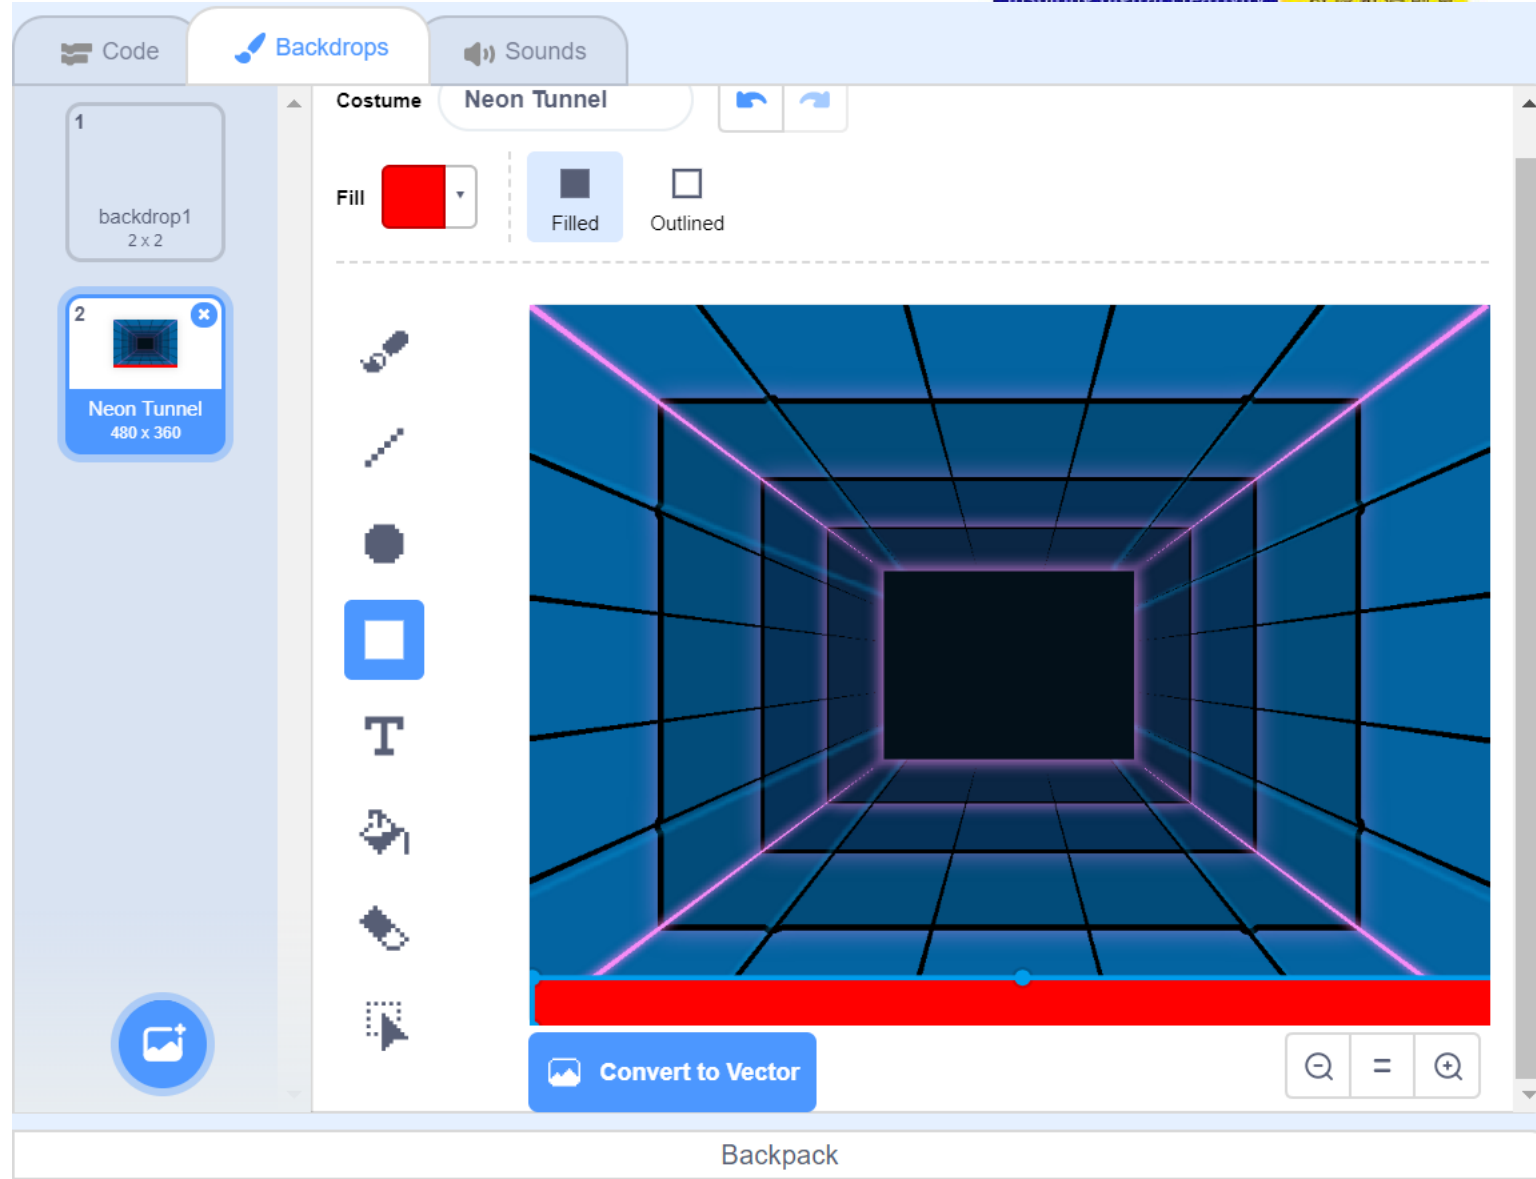 Code
Backdrops
Sounds
1
backdrop1
2 x 2
2
Neon Tunnel
480 x 360
Costume
Neon Tunnel
Fill
Filled
Outlined
T
Convert to Vector
=
Backpack